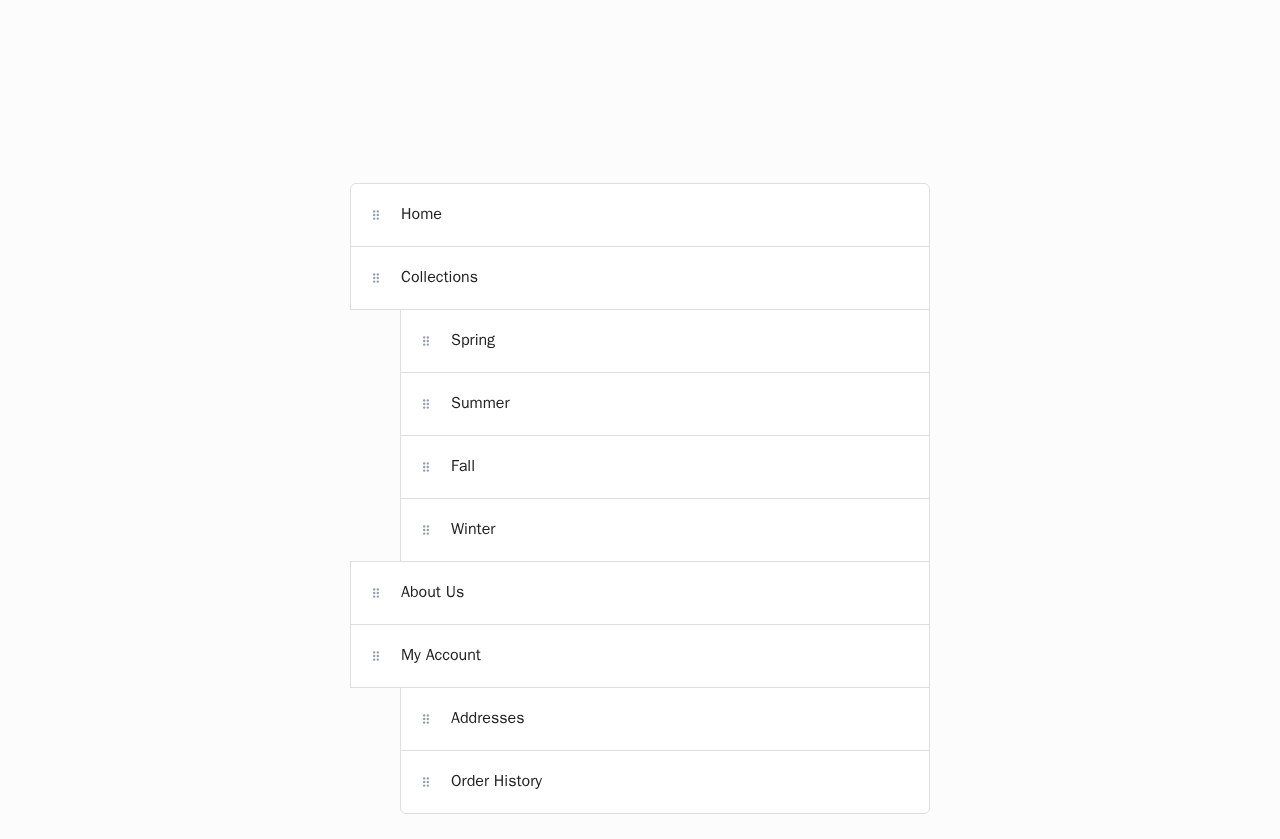 Home
Collections
Spring
Summer
Fall
Winter
About Us
My Account
Addresses
Order History